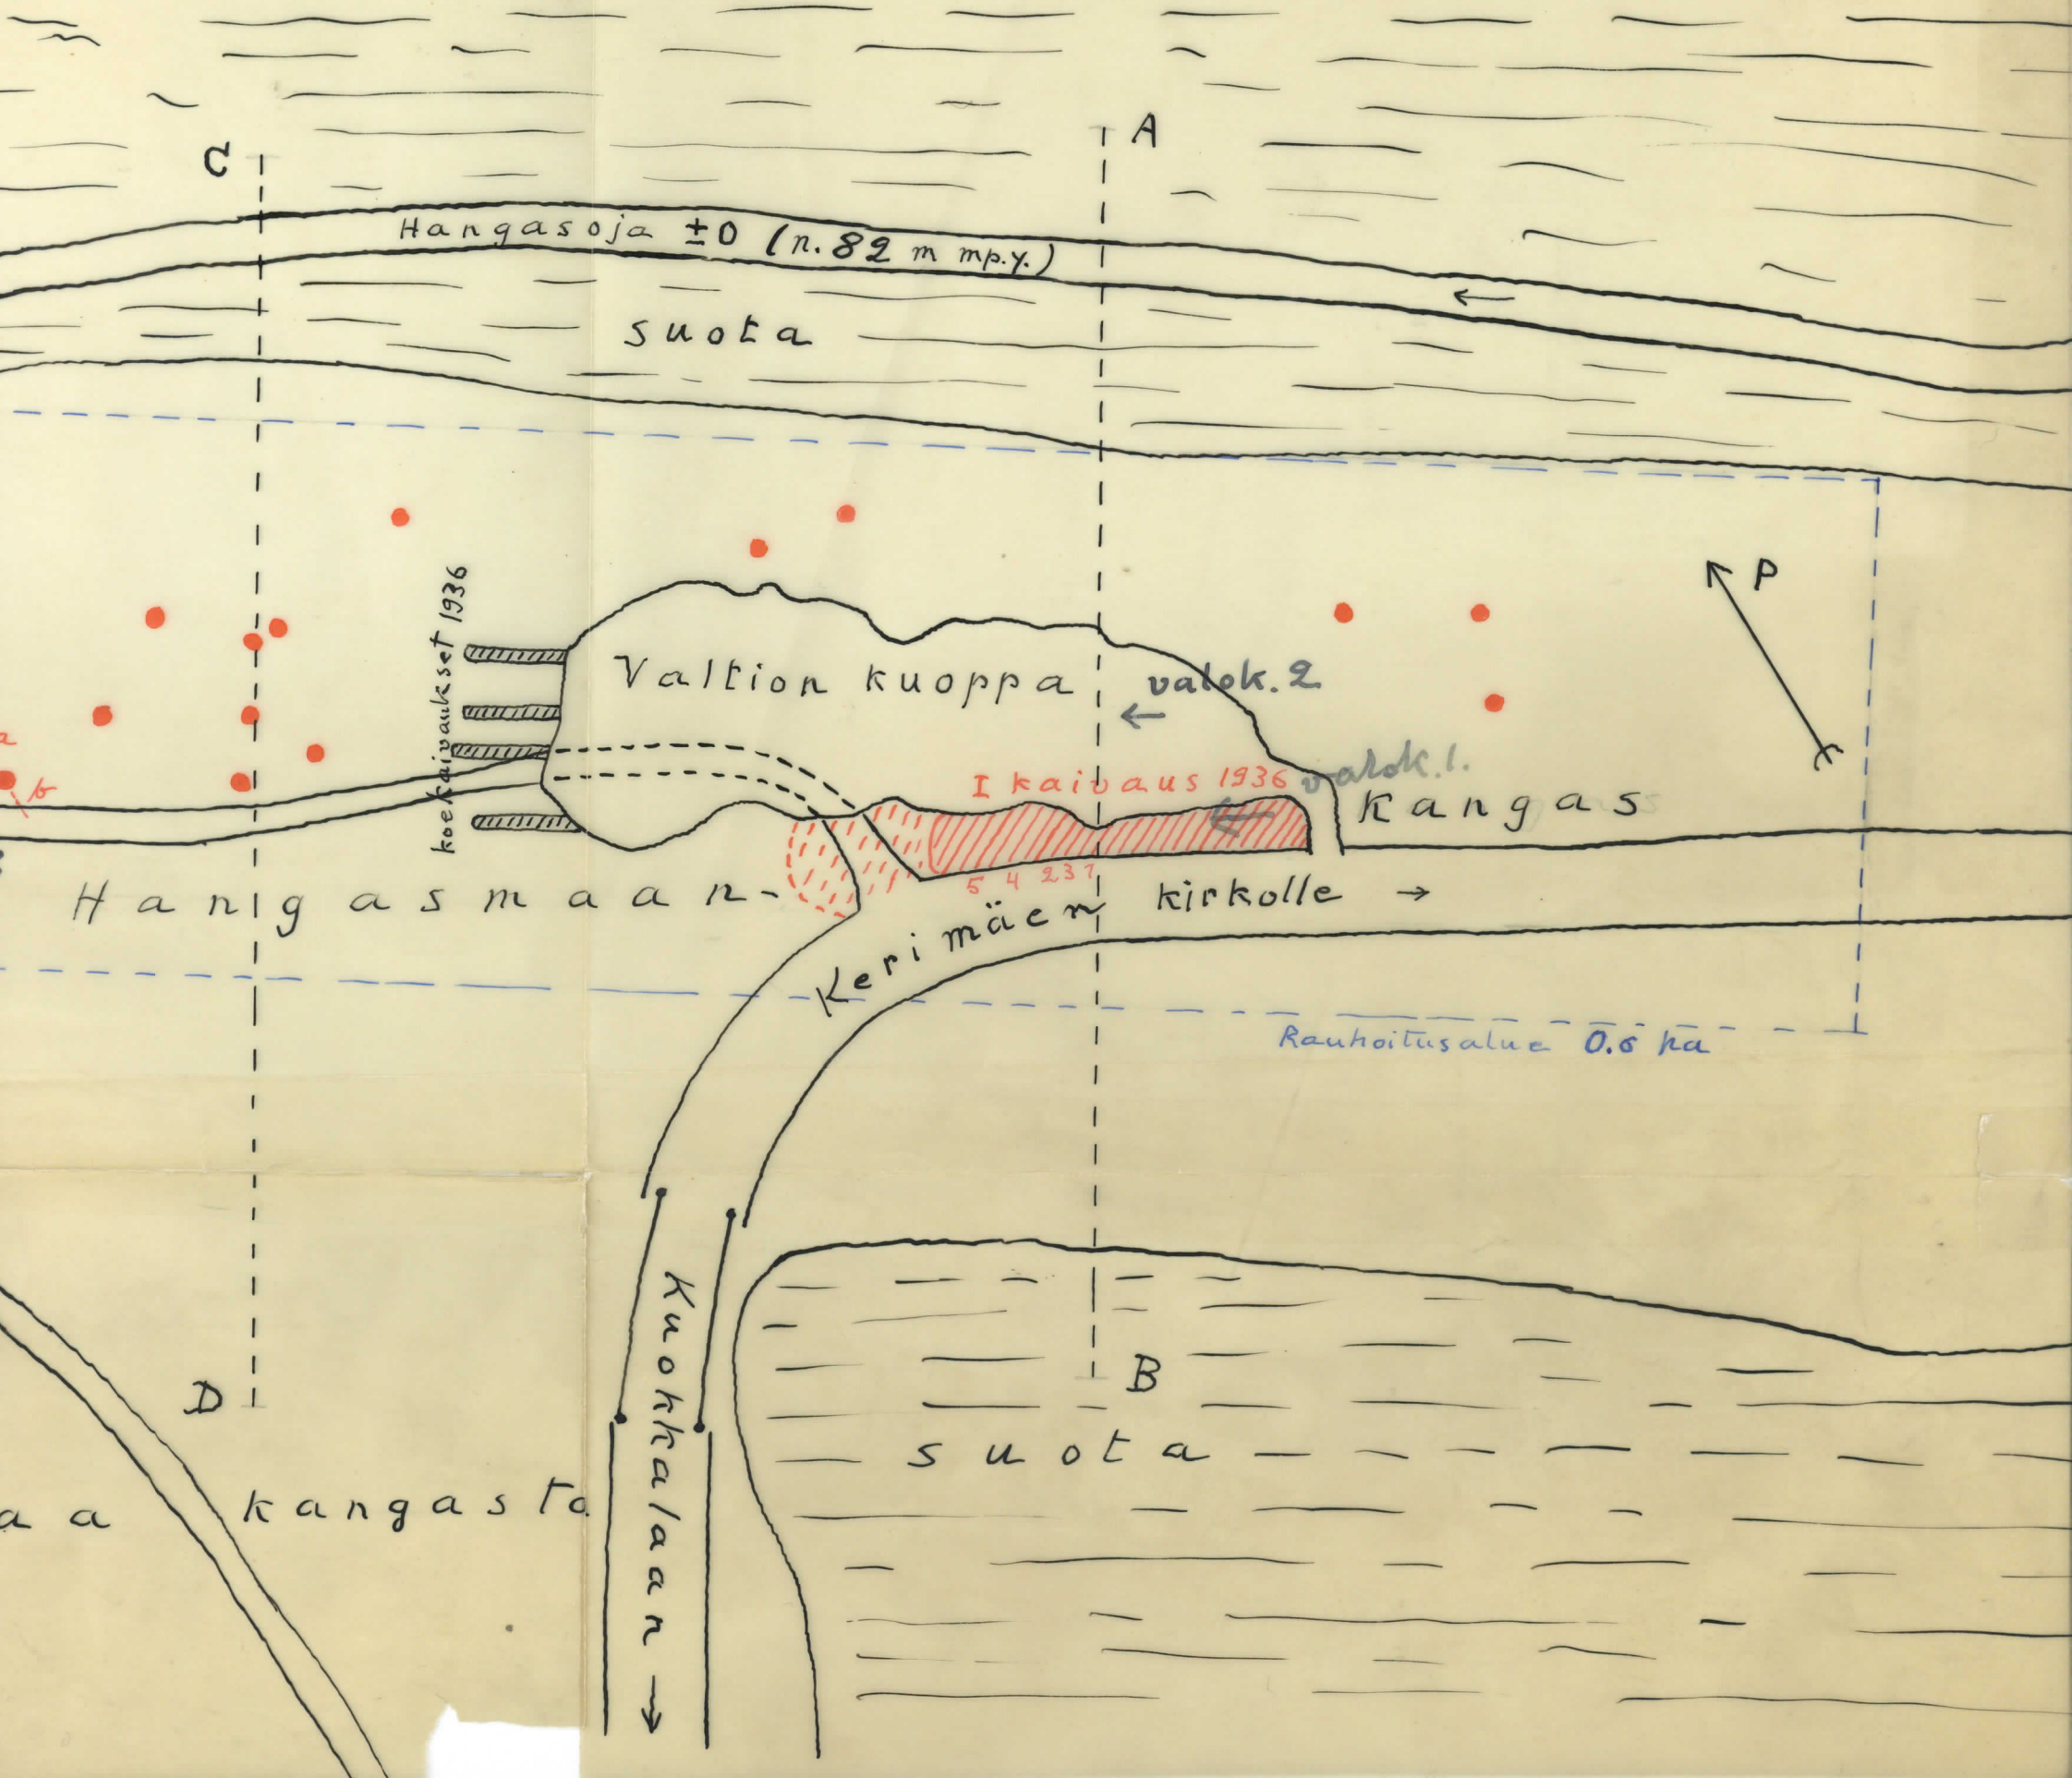 A
C
Hangasoja ±0 (n. 82 m mp.y.)
←
suota
koekaivaukset 1936
P
Valtion kuoppa
valok. 2
←
valok. 1.
←
I kaivaus 1936
kangas
b
5 4 2 3 1
Hangasmaan-
Kerimäen kirkolle →
Rauhoitusalue 0.6 ha
Kuokkalaan →
B
D
suota
aa kangasta